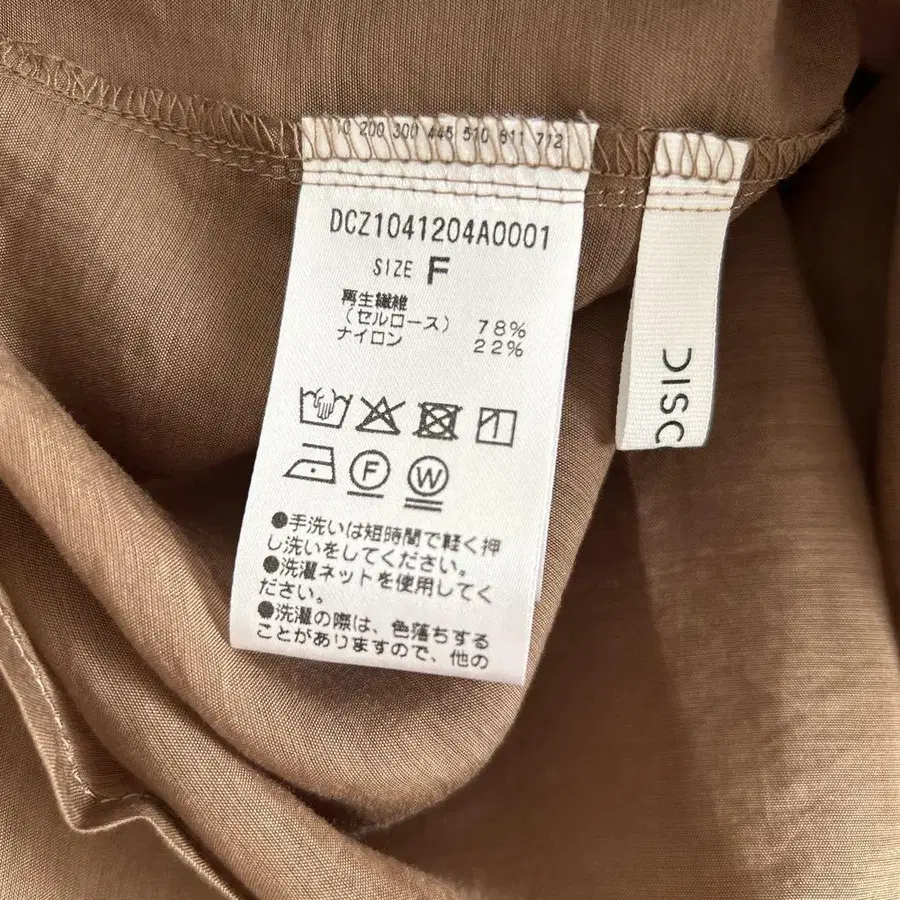 10 200 300 445 510 611 712
DCZ1041204A0001
SIZE F
再生繊維
（セルロース） 78%
ナイロン 22%
F W
●手洗いは短時間で軽く押
し洗いをしてください。
●洗濯ネットを使用してく
ださい。
●洗濯の際は、色落ちする
ことがありますので、他の
DISC